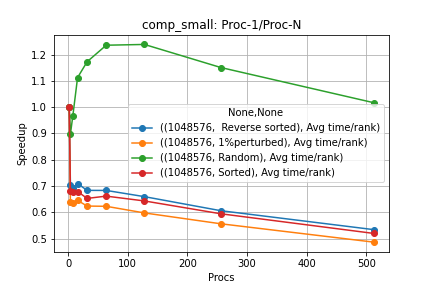 comp_small: Proc-1/Proc-N
1.2
1.1
1.0
0.9
0.8
0.7
0.6
0.5
Speedup
None,None
((1048576,  Reverse sorted), Avg time/rank)
((1048576, 1%perturbed), Avg time/rank)
((1048576, Random), Avg time/rank)
((1048576, Sorted), Avg time/rank)
0 100 200 300 400 500
Procs